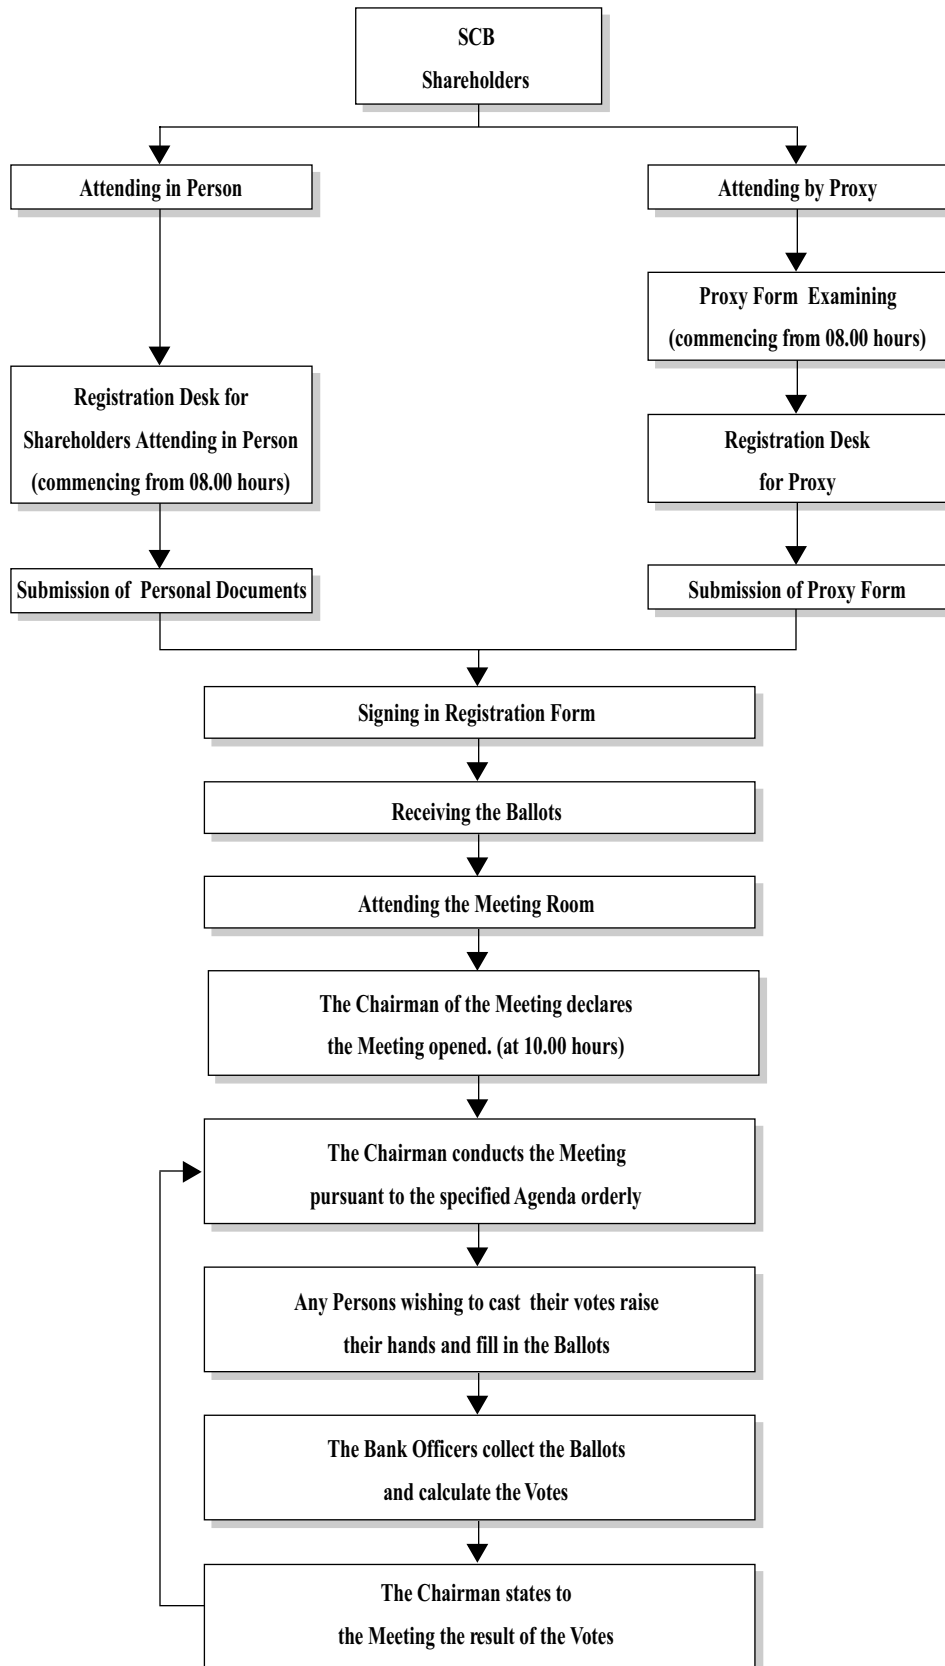 SCB
Shareholders
Attending in Person
Attending by Proxy
Proxy Form Examining
(commencing from 08.00 hours)
Registration Desk for
Shareholders Attending in Person
(commencing from 08.00 hours)
Registration Desk
for Proxy
Submission of Personal Documents
Submission of Proxy Form
Signing in Registration Form
Receiving the Ballots
Attending the Meeting Room
The Chairman of the Meeting declares
the Meeting opened. (at 10.00 hours)
The Chairman conducts the Meeting
pursuant to the specified Agenda orderly
Any Persons wishing to cast their votes raise
their hands and fill in the Ballots
The Bank Officers collect the Ballots
and calculate the Votes
The Chairman states to
the Meeting the result of the Votes